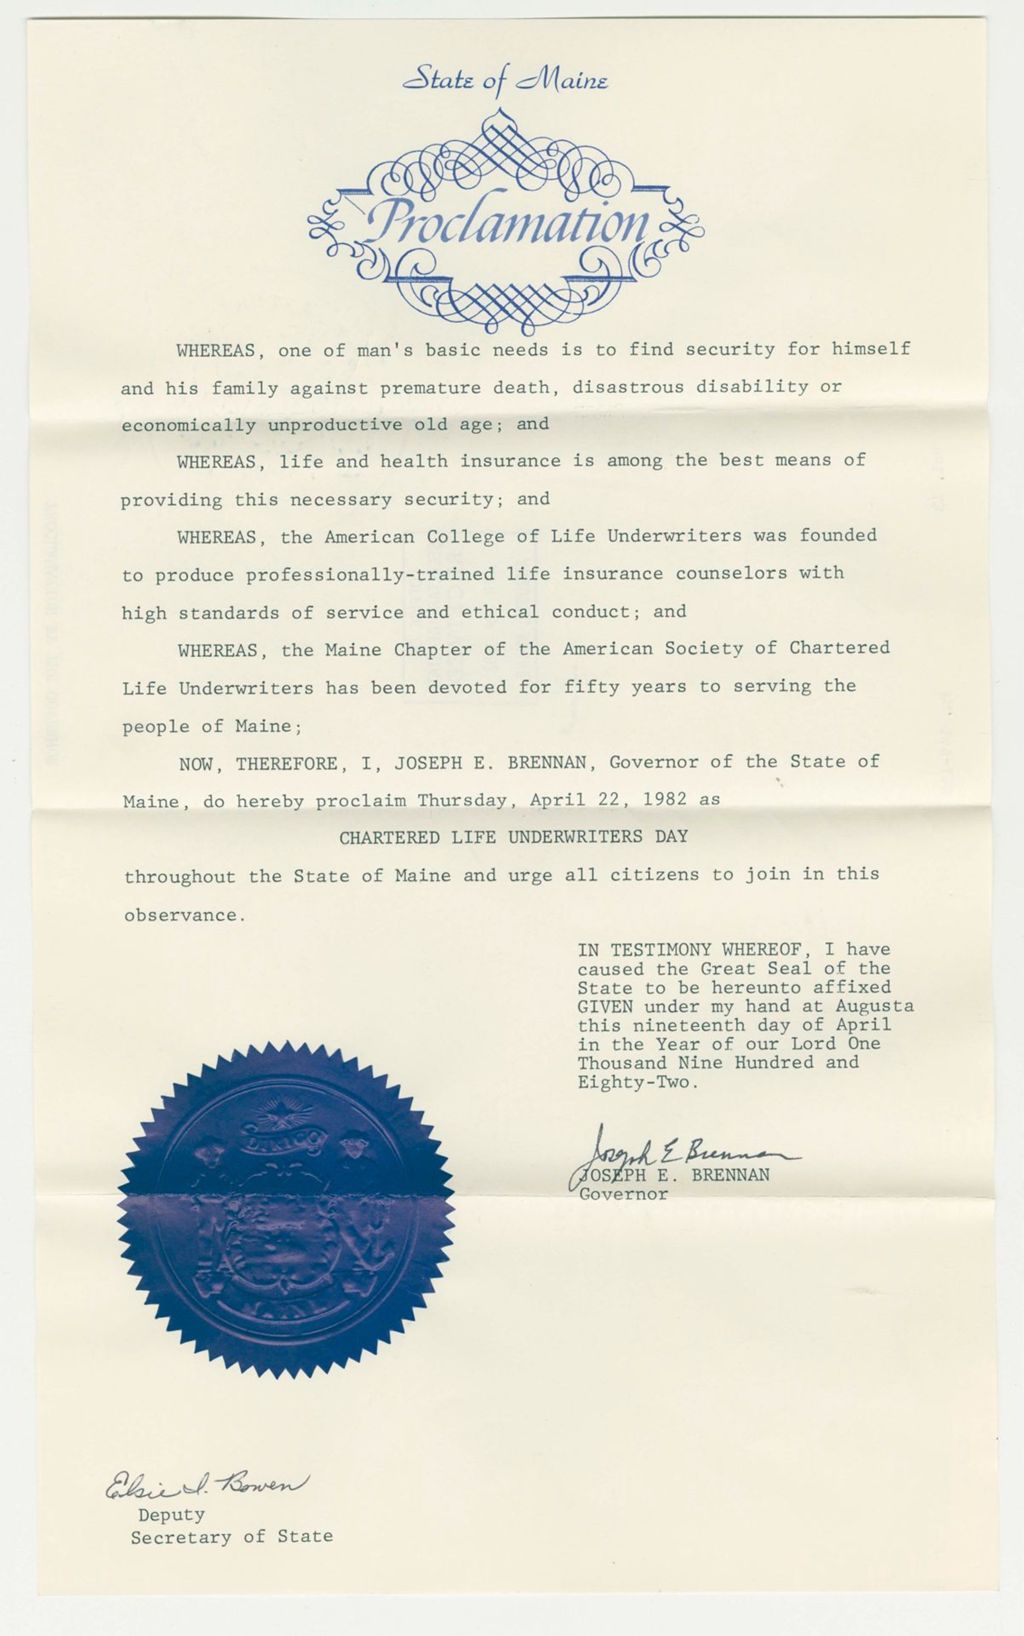 State of Maine
Proclamation
WHEREAS, one of man's basic needs is to find security for himself
and his family against premature death, disastrous disability or
economically unproductive old age; and
WHEREAS, life and health insurance is among the best means of
providing this necessary security; and
WHEREAS, the American College of Life Underwriters was founded
to produce professionally-trained life insurance counselors with
high standards of service and ethical conduct; and
WHEREAS, the Maine Chapter of the American Society of Chartered
Life Underwriters has been devoted for fifty years to serving the
people of Maine;
NOW, THEREFORE, I, JOSEPH E. BRENNAN, Governor of the State of
Maine, do hereby proclaim Thursday, April 22, 1982 as
CHARTERED LIFE UNDERWRITERS DAY
throughout the State of Maine and urge all citizens to join in this
observance.
IN TESTIMONY WHEREOF, I have
caused the Great Seal of the
State to be hereunto affixed
GIVEN under my hand at Augusta
this nineteenth day of April
in the Year of our Lord One
Thousand Nine Hundred and
Eighty-Two.
Joseph E Brennan
JOSEPH E. BRENNAN
Governor
DIRIGO
MAINE
Elsie I. Bowen
Deputy
Secretary of State